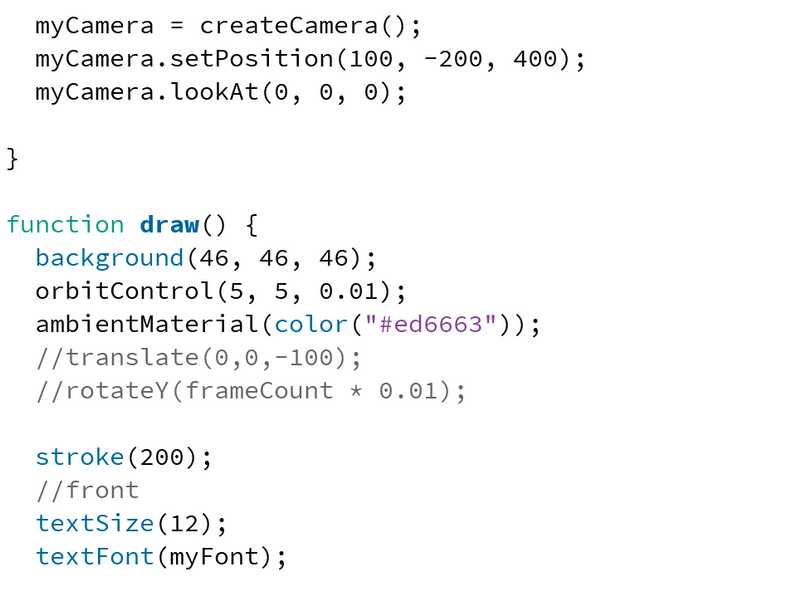 myCamera = createCamera();
myCamera.setPosition(100, -200, 400);
myCamera.lookAt(0, 0, 0);
}
function draw() {
background(46, 46, 46);
orbitControl(5, 5, 0.01);
ambientMaterial(color("#ed6663"));
//translate(0,0,-100);
//rotateY(frameCount * 0.01);
stroke(200);
//front
textSize(12);
textFont(myFont);